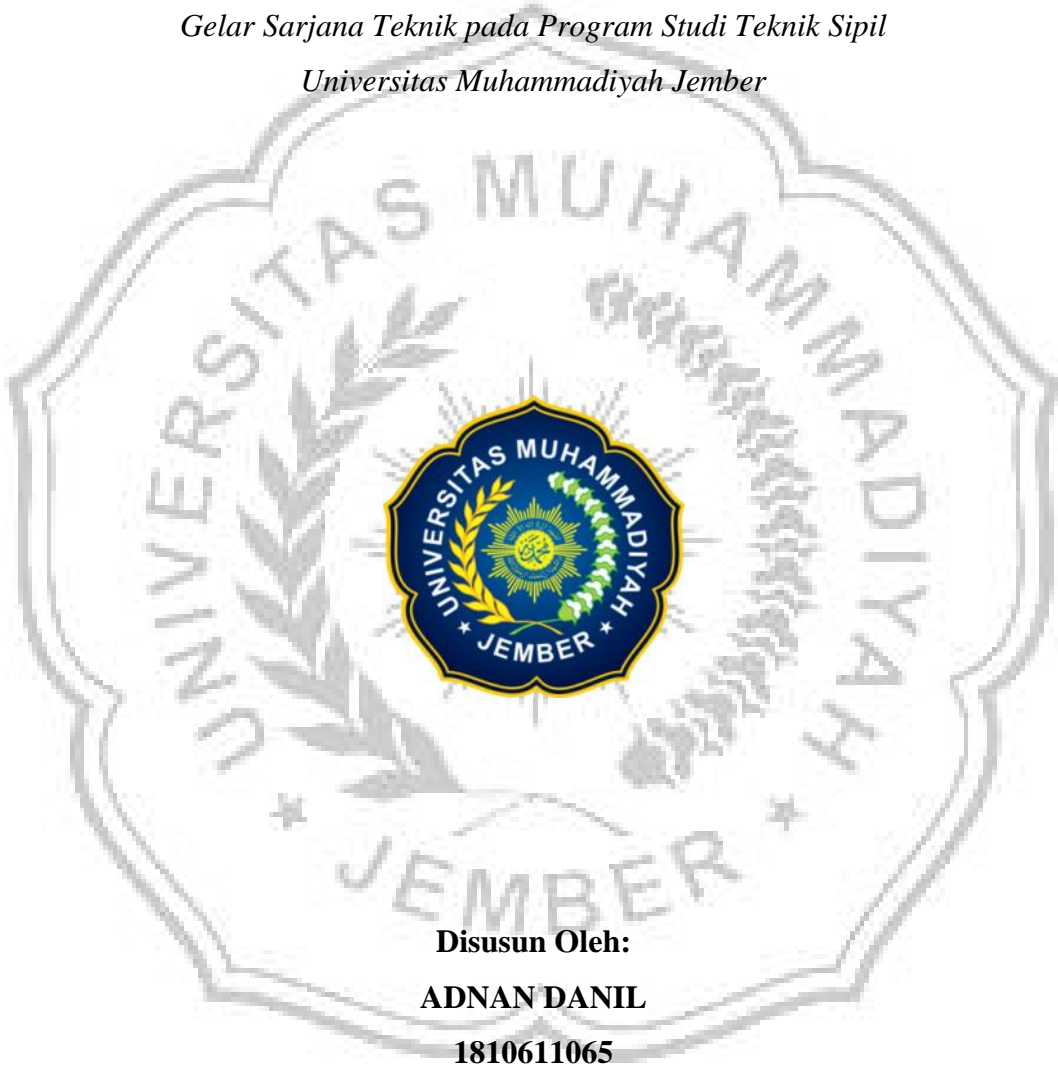 Gelar Sarjana Teknik pada Program Studi Teknik Sipil
Universitas Muhammadiyah Jember
UNIVERSITAS MUHAMMADIYAH
JEMBER
UNIVERSITAS MUHAMMADIYAH
JEMBER
Disusun Oleh:
ADNAN DANIL
1810611065